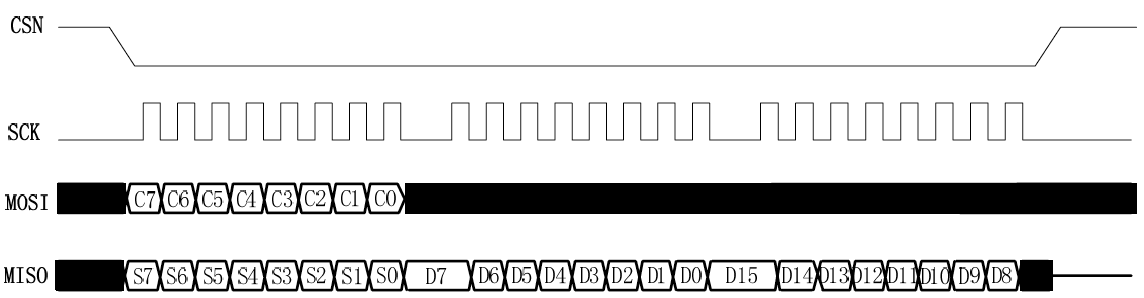 CSN
SCK
MOSI C7 C6 C5 C4 C3 C2 C1 C0
MISO S7 S6 S5 S4 S3 S2 S1 S0 D7 D6 D5 D4 D3 D2 D1 D0 D15 D14 D13 D12 D11 D10 D9 D8